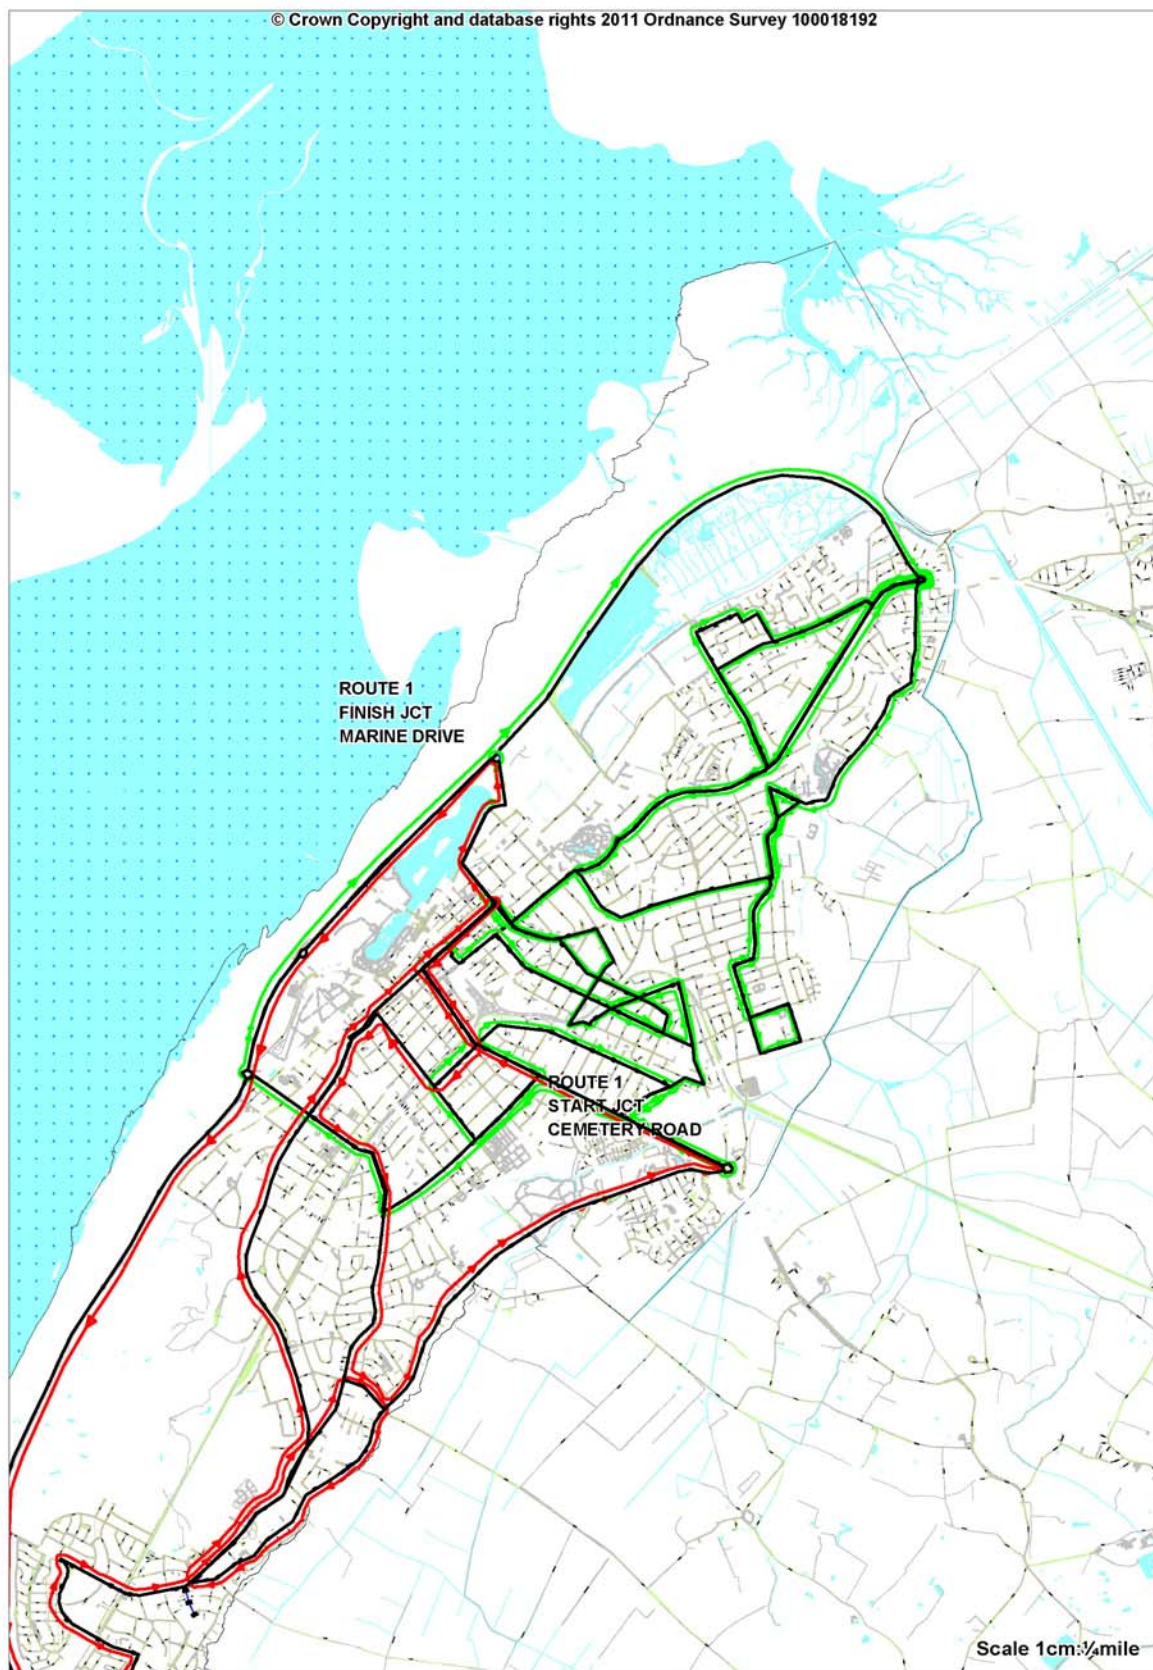 © Crown Copyright and database rights 2011 Ordnance Survey 100018192
ROUTE 1
FINISH JCT
MARINE DRIVE
ROUTE 1
START JCT
CEMETERY ROAD
Scale 1cm:¼mile